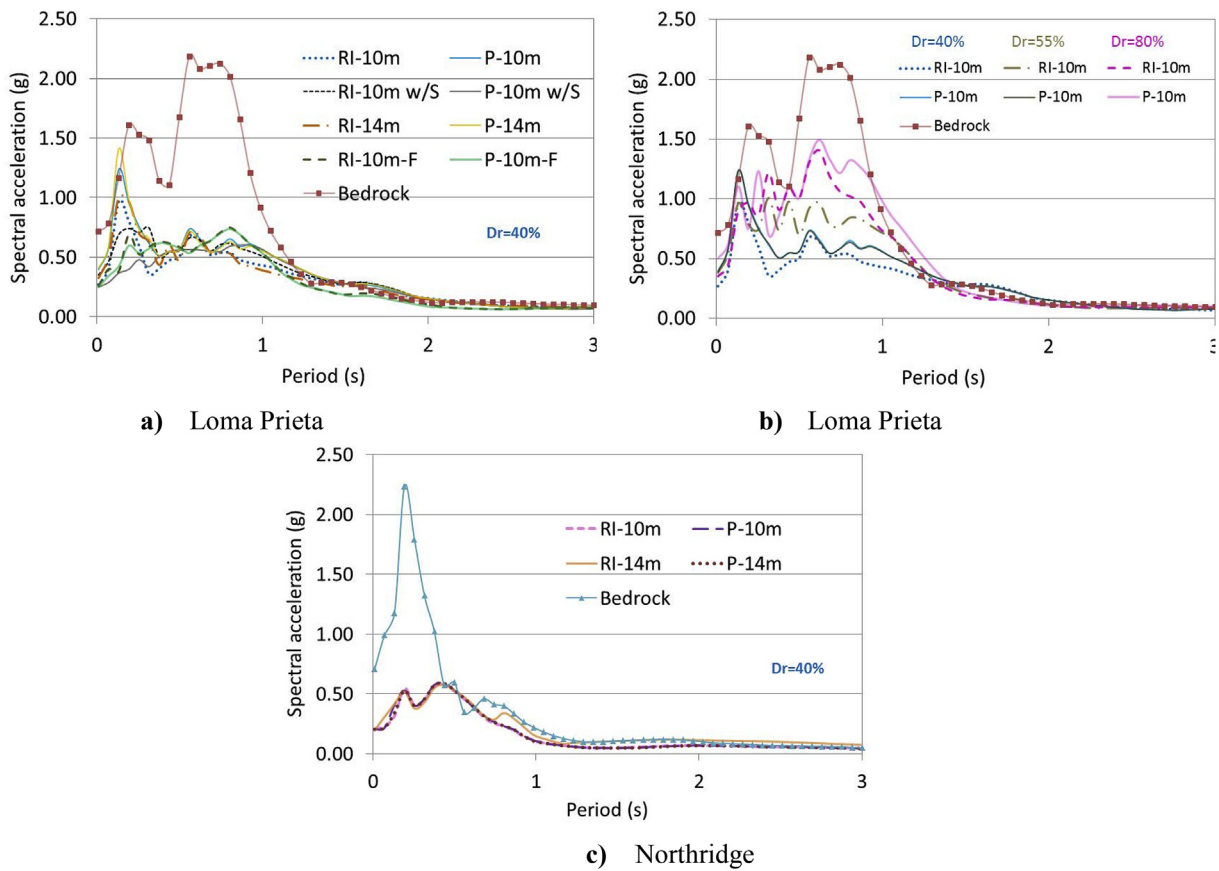 2.50
2.00
1.50
1.00
0.50
0.00
Spectral acceleration (g)
RI-10m P-10m
RI-10m w/S P-10m w/S
RI-14m P-14m
RI-10m-F P-10m-F
Bedrock
Dr=40%
0 1 2 3
Period (s)
a) Loma Prieta
2.50
2.00
1.50
1.00
0.50
0.00
Spectral acceleration (g)
Dr=40% Dr=55% Dr=80%
RI-10m RI-10m RI-10m
P-10m P-10m P-10m
Bedrock
0 1 2 3
Period (s)
b) Loma Prieta
2.50
2.00
1.50
1.00
0.50
0.00
Spectral acceleration (g)
RI-10m P-10m
RI-14m P-14m
Bedrock
Dr=40%
0 1 2 3
Period (s)
c) Northridge